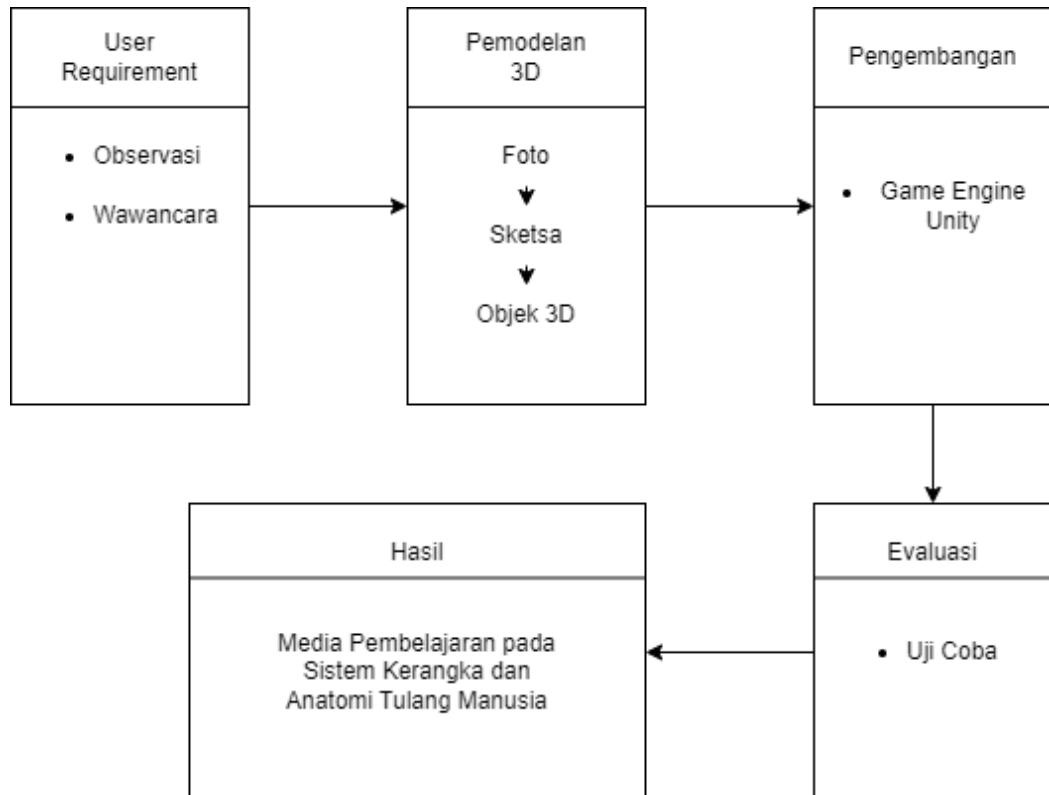 User
Requirement
• Observasi
• Wawancara
Pemodelan
3D
Foto
Sketsa
Objek 3D
Pengembangan
• Game Engine
Unity
Evaluasi
• Uji Coba
Hasil
Media Pembelajaran pada
Sistem Kerangka dan
Anatomi Tulang Manusia